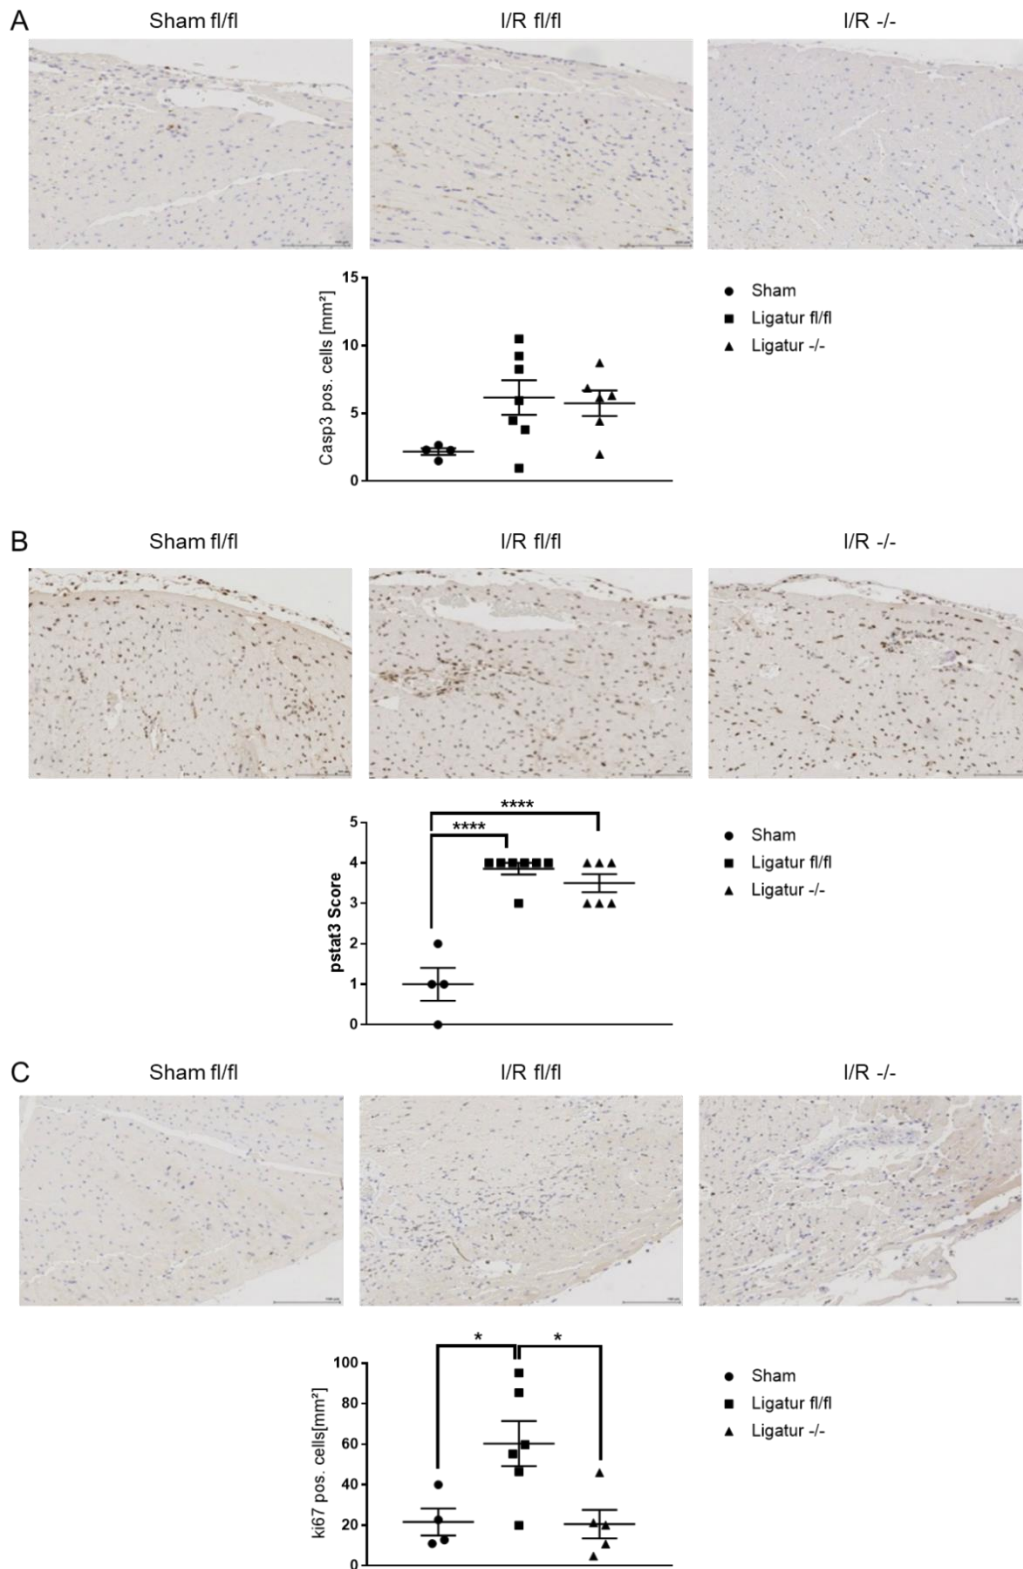 A
Sham fl/fl
I/R fl/fl
I/R -/-
15
10
5
0
Casp3 pos. cells [mm²]
Sham
Ligatur fl/fl
Ligatur -/-
B
Sham fl/fl
I/R fl/fl
I/R -/-
****
****
5
4
3
2
1
0
pstat3 Score
Sham
Ligatur fl/fl
Ligatur -/-
C
Sham fl/fl
I/R fl/fl
I/R -/-
*
*
100
80
60
40
20
0
ki67 pos. cells[mm²]
Sham
Ligatur fl/fl
Ligatur -/-